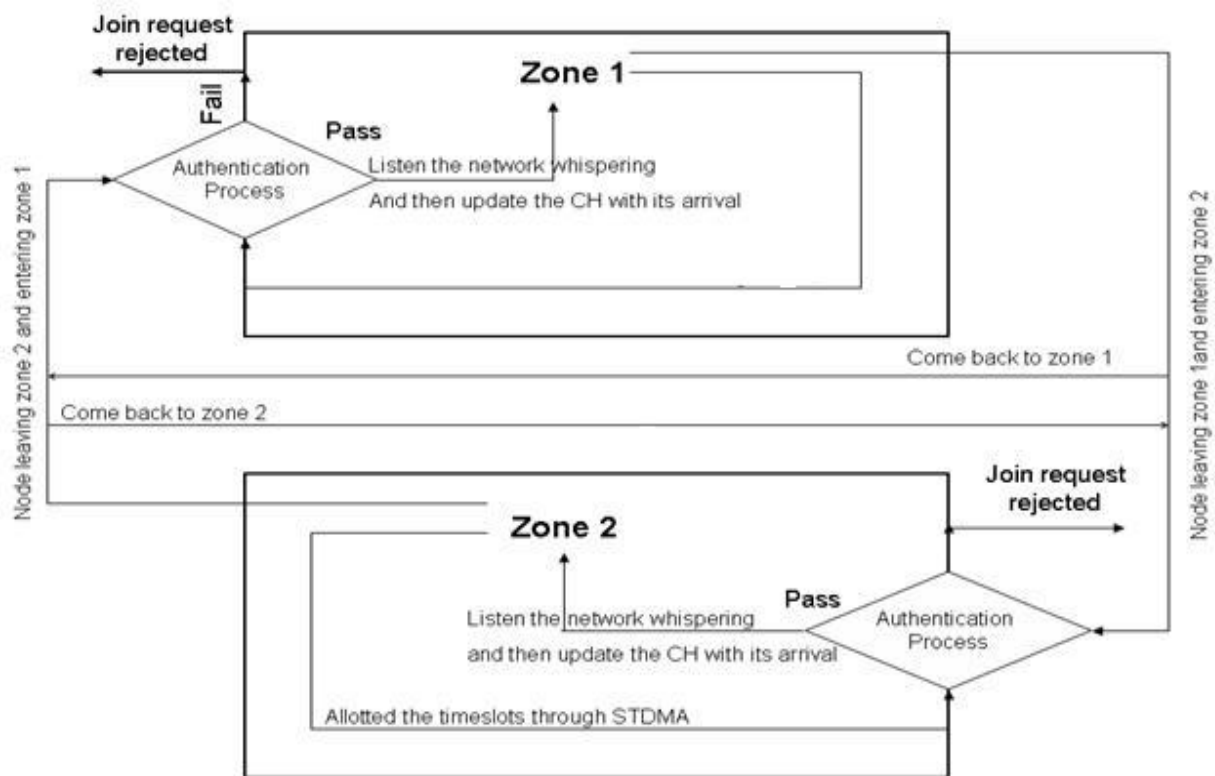 Join request
rejected
Zone 1
Fail
Pass
Authentication
Process
Listen the network whispering
And then update the CH with its arrival
Node leaving zone 2 and entering zone 1
Node leaving zone 1and entering zone 2
Come back to zone 1
Come back to zone 2
Join request
rejected
Zone 2
Pass
Listen the network whispering
and then update the CH with its arrival
Authentication
Process
Allotted the timeslots through STDMA